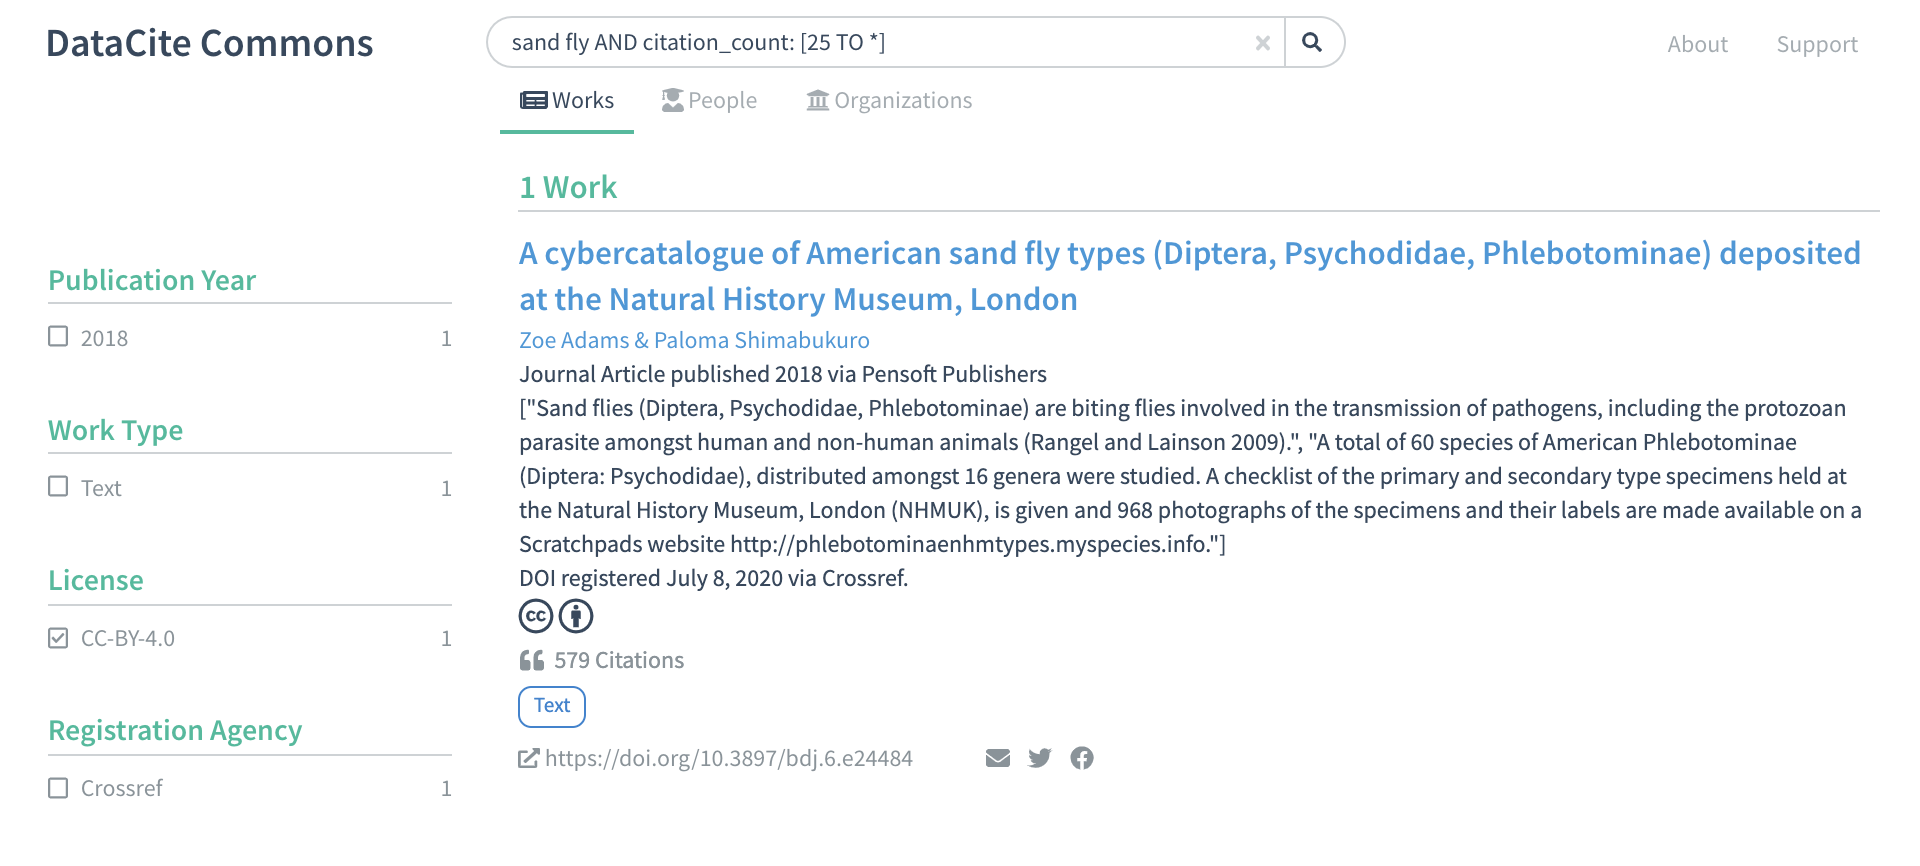 DataCite Commons
sand fly AND citation_count: [25 TO *]
About
Support
Works
People
Organizations
1 Work
Publication Year
2018
1
Work Type
Text
1
License
CC-BY-4.0
1
Registration Agency
Crossref
1
A cybercatalogue of American sand fly types (Diptera, Psychodidae, Phlebotominae) deposited
at the Natural History Museum, London
Zoe Adams & Paloma Shimabukuro
Journal Article published 2018 via Pensoft Publishers
["Sand flies (Diptera, Psychodidae, Phlebotominae) are biting flies involved in the transmission of pathogens, including the protozoan
parasite amongst human and non-human animals (Rangel and Lainson 2009).", "A total of 60 species of American Phlebotominae
(Diptera: Psychodidae), distributed amongst 16 genera were studied. A checklist of the primary and secondary type specimens held at
the Natural History Museum, London (NHMUK), is given and 968 photographs of the specimens and their labels are made available on a
Scratchpads website http://phlebotominaenhmtypes.myspecies.info."]
DOI registered July 8, 2020 via Crossref.
cc
579 Citations
Text
https://doi.org/10.3897/bdj.6.e24484